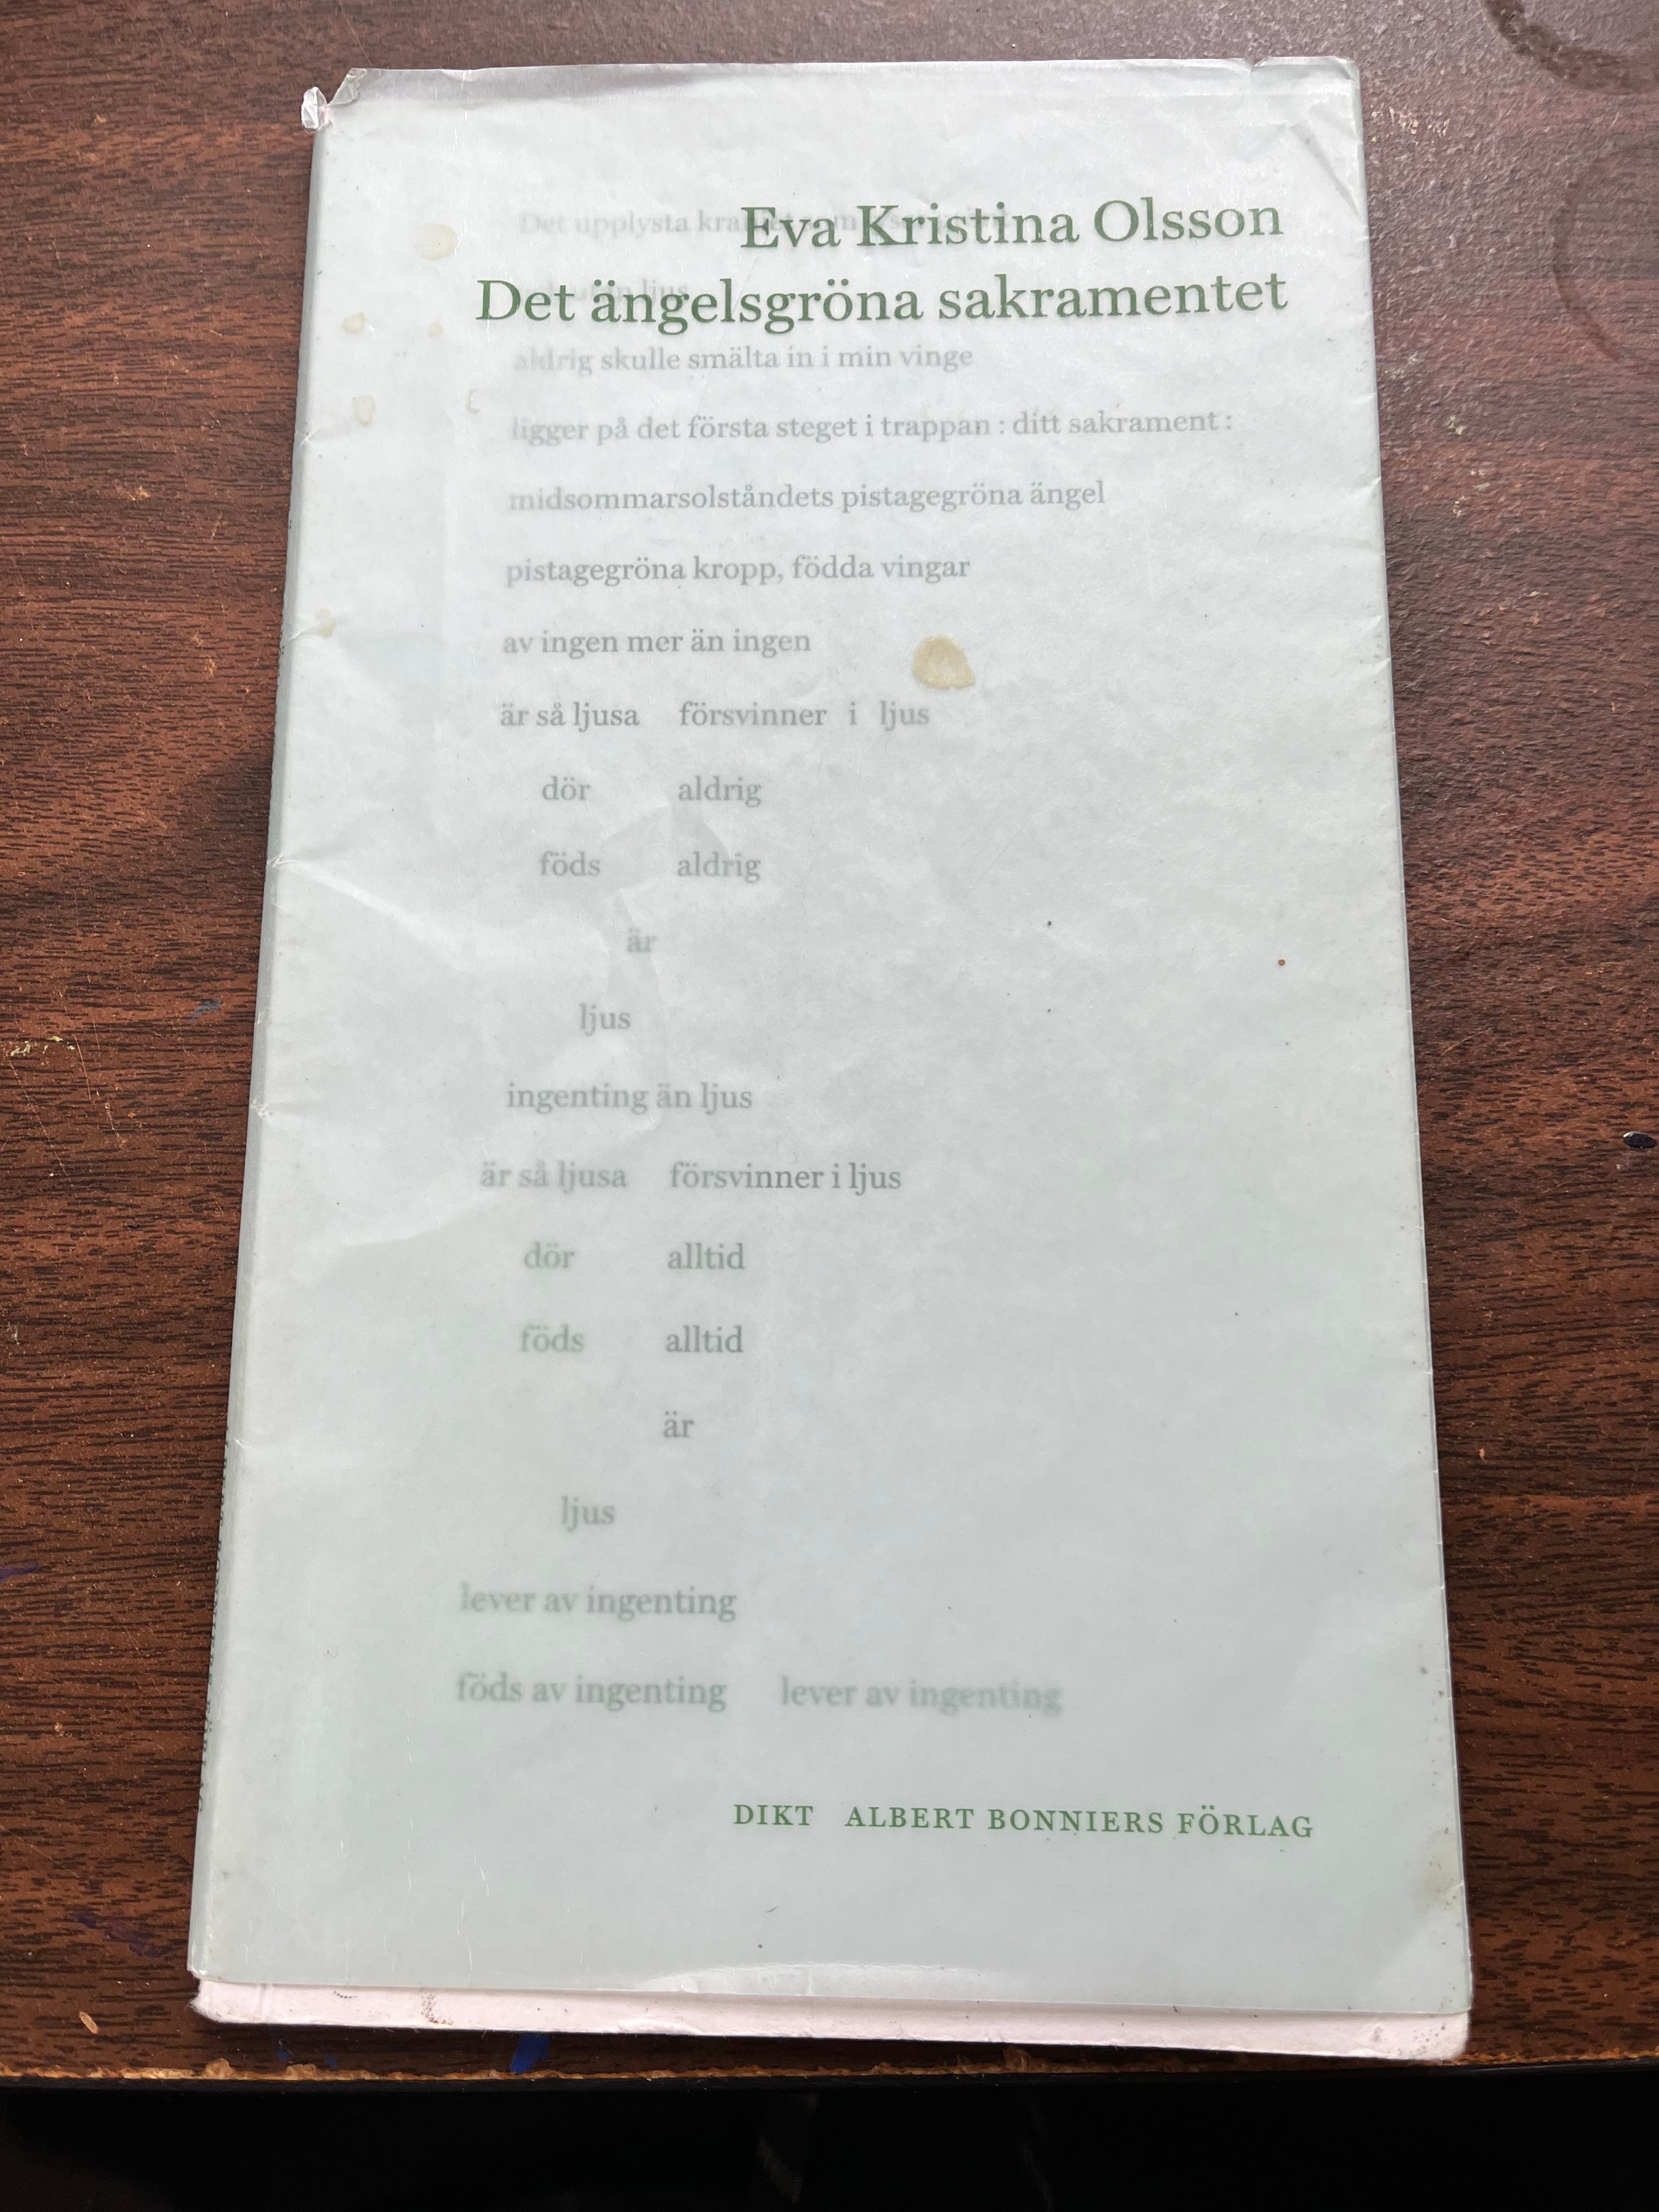 Eva Kristina Olsson
Det ängelsgröna sakramentet
Det upplysta
ljus
aldrig skulle smälta in i min vinge
ligger på det första steget i trappan : ditt sakrament :
midsommarsolståndets pistagegröna ängel
pistagegröna kropp, födda vingar
av ingen mer än ingen
är så ljusa försvinner i ljus
dör aldrig
föds aldrig
är
ljus
ingenting än ljus
är så ljusa försvinner i ljus
dör alltid
föds alltid
är
ljus
lever av ingenting
föds av ingenting lever av ingenting
DIKT ALBERT BONNIERS FÖRLAG